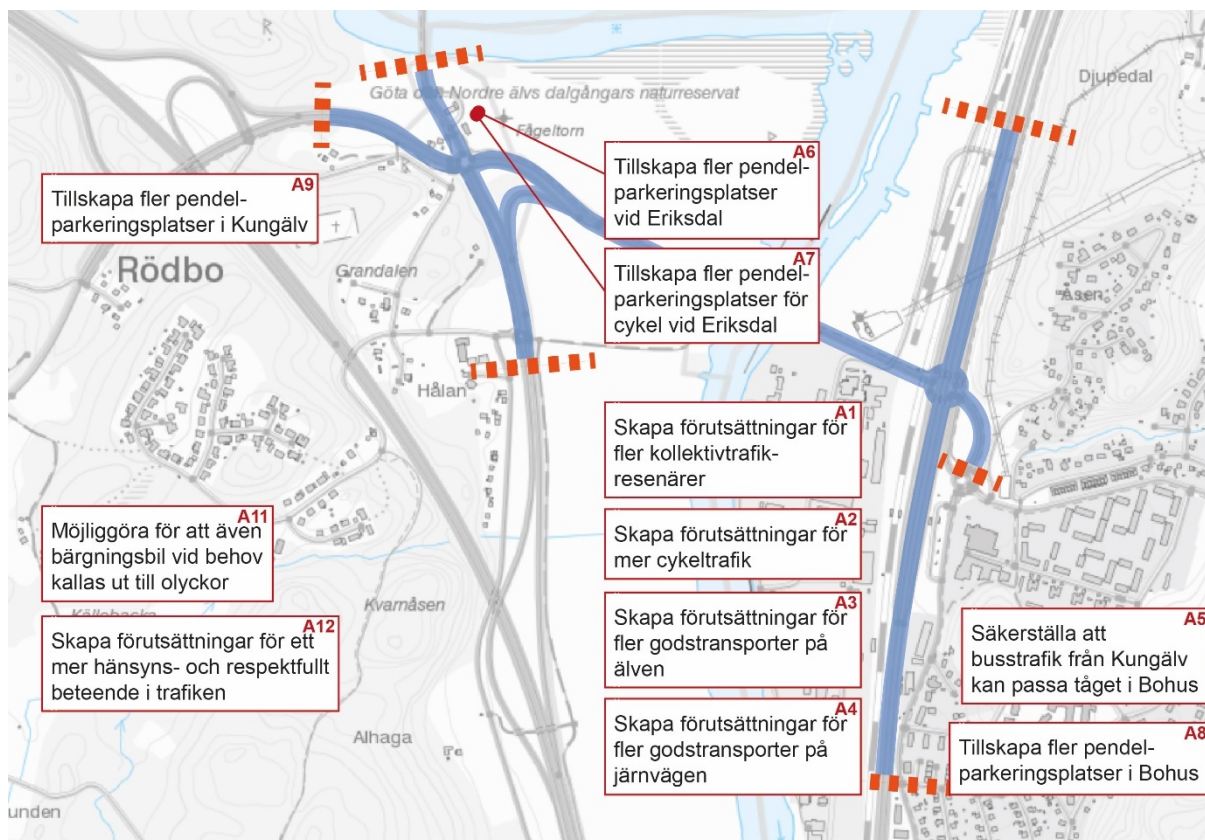 Djupedal
Göta och Nordre älvs dalgångars naturreservat
Fågeltorn
A9
Tillskapa fler pendel-
parkeringsplatser i Kungälv
A6
Tillskapa fler pendel-
parkeringsplatser
vid Eriksdal
A7
Tillskapa fler pendel-
parkeringsplatser för
cykel vid Eriksdal
Rödbo
Grandalen
Åsen
Hålan
A1
Skapa förutsättningar för
fler kollektivtrafik-
resenärer
A2
Skapa förutsättningar för
mer cykeltrafik
A3
Skapa förutsättningar för
fler godstransporter på
älven
A4
Skapa förutsättningar för
fler godstransporter på
järnvägen
A11
Möjliggöra för att även
bärgningsbil vid behov
kallas ut till olyckor
Kvarnåsen
A12
Skapa förutsättningar för ett
mer hänsyns- och respektfullt
beteende i trafiken
A5
Säkerställa att
busstrafik från Kungälv
kan passa tåget i Bohus
A8
Tillskapa fler pendel-
parkeringsplatser i Bohus
Alhaga
unden